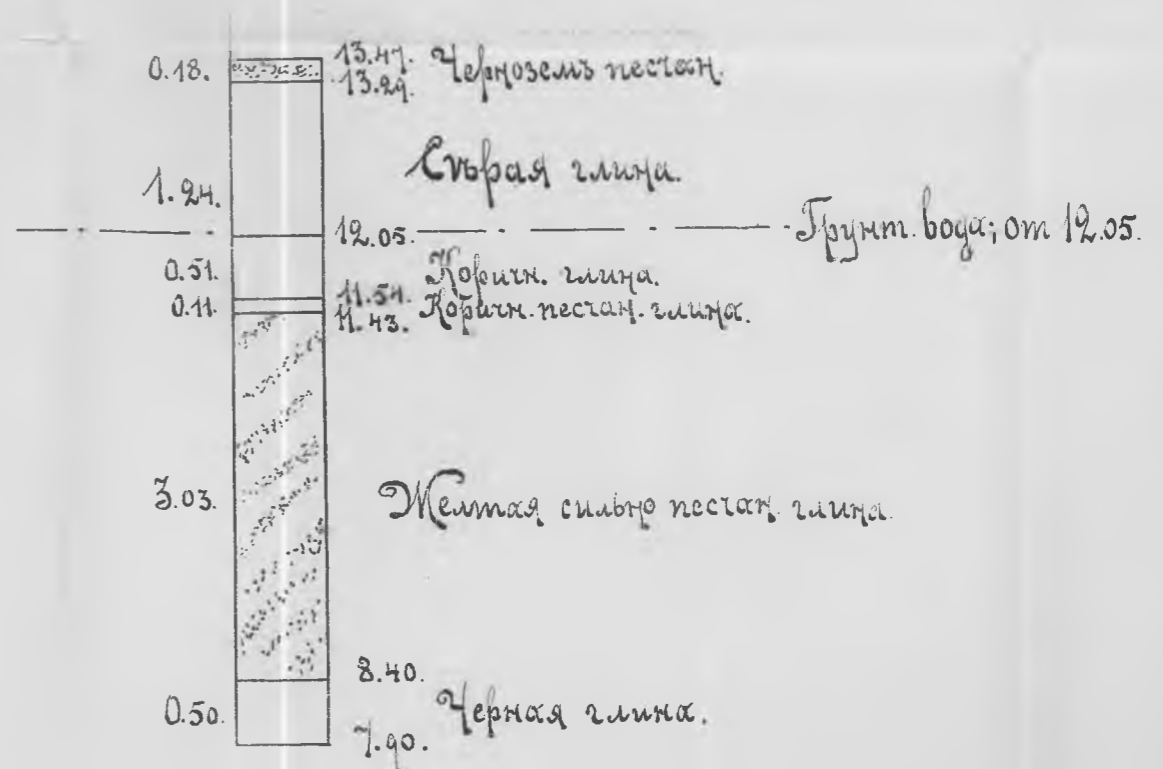 0.18. 13.47. Черноземъ песчан.
13.29.
Сѣрая глина.
1.24.
12.05. Грунт. вода; от 12.05.
0.51. Коричн. глина.
11.54.
0.11. 11.43. Коричн. песчан. глина.
3.03. Желтая сильно песчан. глина.
8.40.
0.50. Черная глина.
7.90.